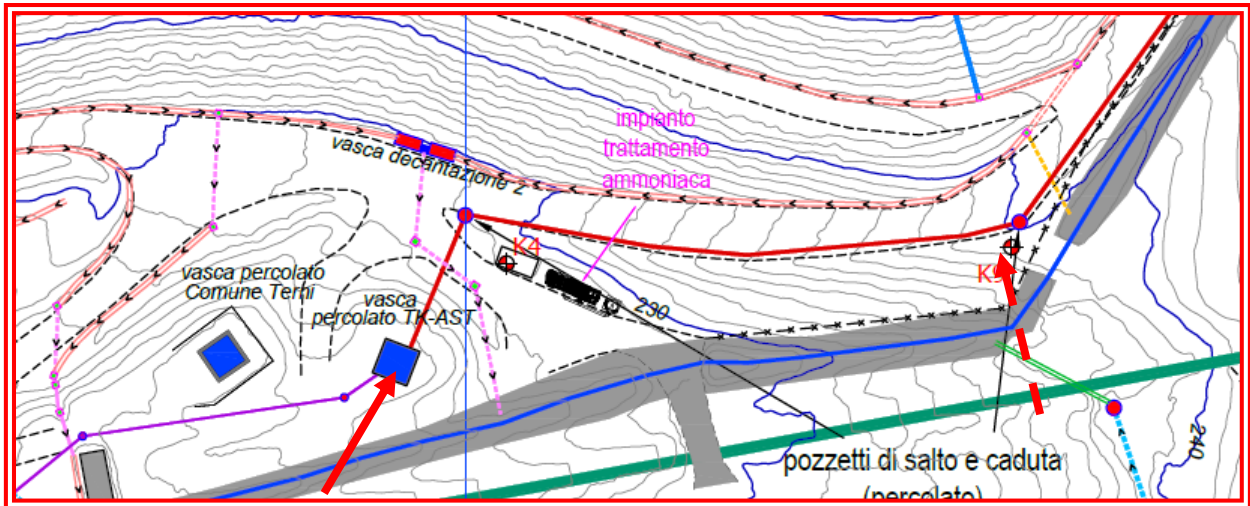 impianto
trattamento
ammoniaca
vasca decantazione 2
K4
K9
vasca percolato
Comune Terni
vasca
percolato TK-AST
230
240
pozzetti di salto e caduta
(percolato)